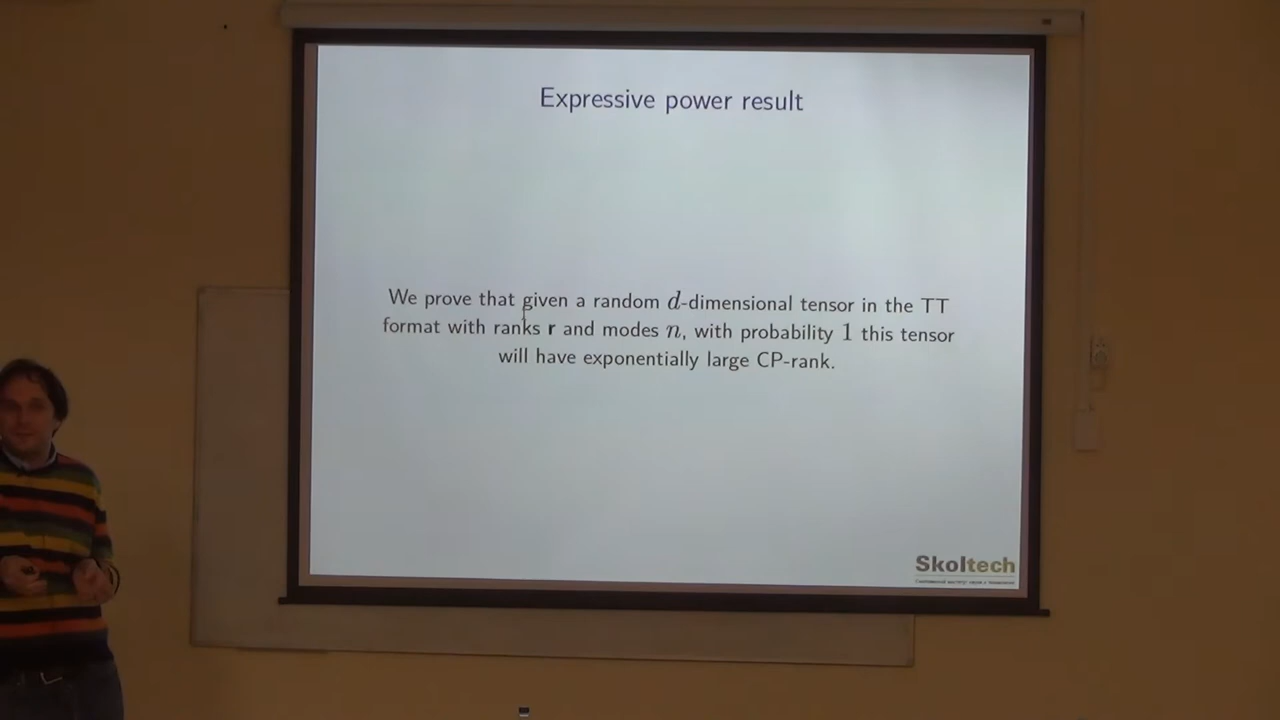 Expressive power result
We prove that given a random d-dimensional tensor in the TT
format with ranks r and modes n, with probability 1 this tensor
will have exponentially large CP-rank.
Skoltech